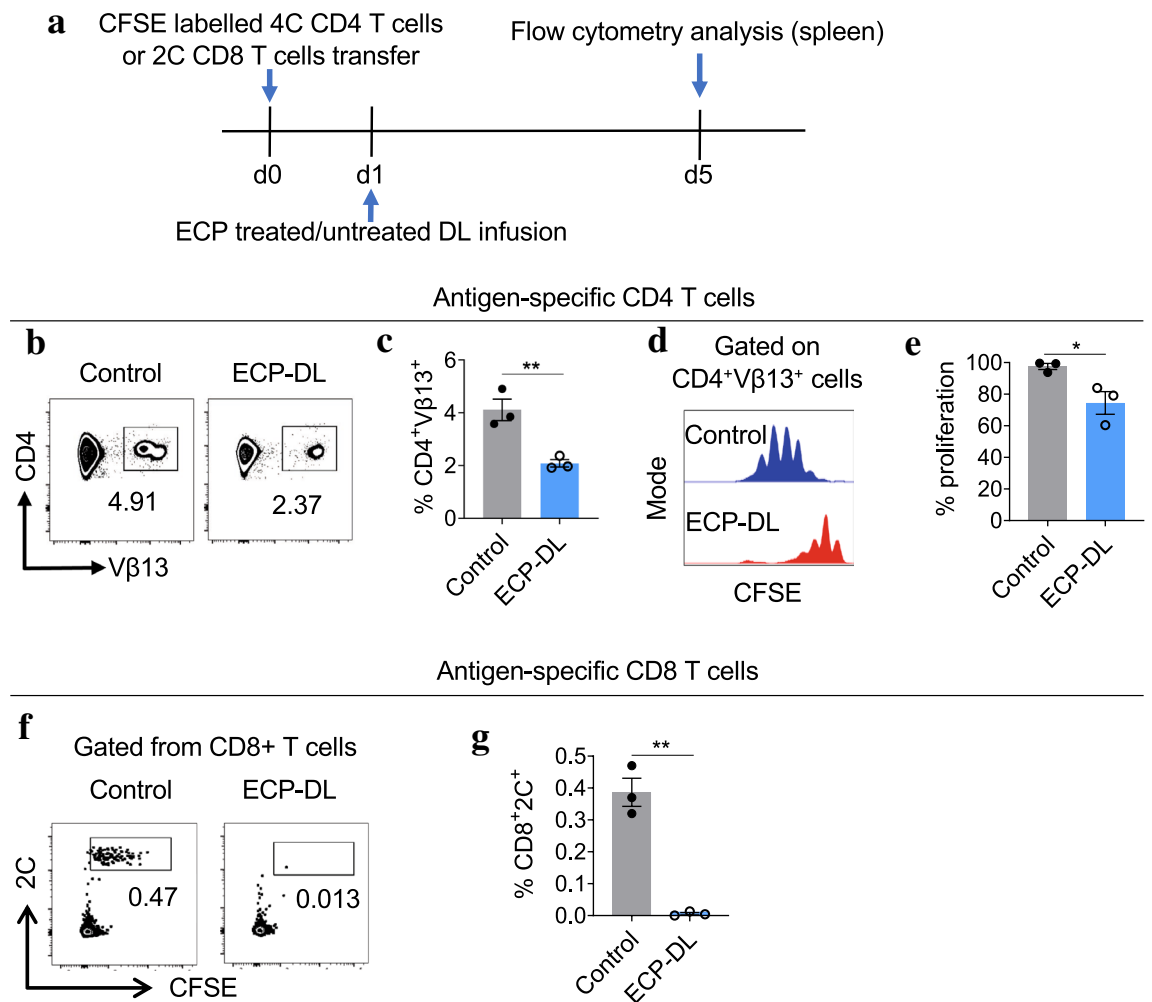 a
CFSE labelled 4C CD4 T cells
or 2C CD8 T cells transfer
Flow cytometry analysis (spleen)
d0
d1
d5
ECP treated/untreated DL infusion
Antigen-specific CD4 T cells
b
Control
ECP-DL
CD4
4.91
2.37
Vβ13
c
% CD4+Vβ13+
6
4
2
0
**
Control
ECP-DL
d
Gated on
CD4+Vβ13+ cells
Mode
Control
ECP-DL
CFSE
e
% proliferation
100
80
60
40
20
0
*
Control
ECP-DL
Antigen-specific CD8 T cells
f
Gated from CD8+ T cells
Control
ECP-DL
2C
0.47
0.013
CFSE
g
% CD8+2C+
0.5
0.4
0.3
0.2
0.1
0.0
**
Control
ECP-DL